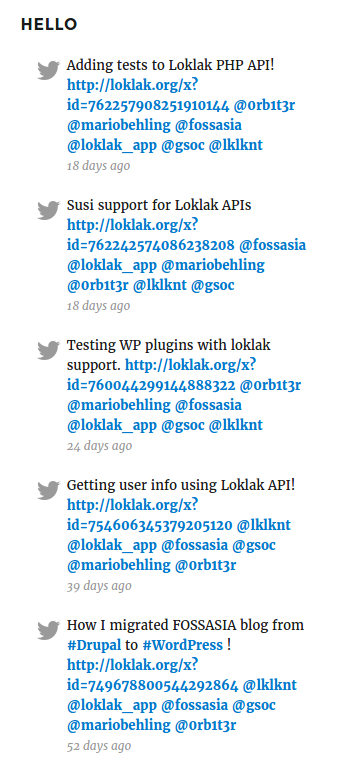 HELLO
Adding tests to Loklak PHP API!
http://loklak.org/x?
id=762257908251910144 @0rb1t3r
@mariobehling @fossasia
@loklak_app @gsoc @lklknt
18 days ago
Susi support for Loklak APIs
http://loklak.org/x?
id=762242574086238208 @fossasia
@loklak_app @mariobehling
@0rb1t3r @lklknt @gsoc
18 days ago
Testing WP plugins with loklak
support. http://loklak.org/x?
id=760044299144888322 @0rb1t3r
@mariobehling @fossasia
@loklak_app @gsoc @lklknt
24 days ago
Getting user info using Loklak API!
http://loklak.org/x?
id=754606345379205120 @lklknt
@loklak_app @fossasia @gsoc
@mariobehling @0rb1t3r
39 days ago
How I migrated FOSSASIA blog from
#Drupal to #WordPress !
http://loklak.org/x?
id=749678800544292864 @lklknt
@loklak_app @fossasia @gsoc
@mariobehling @0rb1t3r
52 days ago